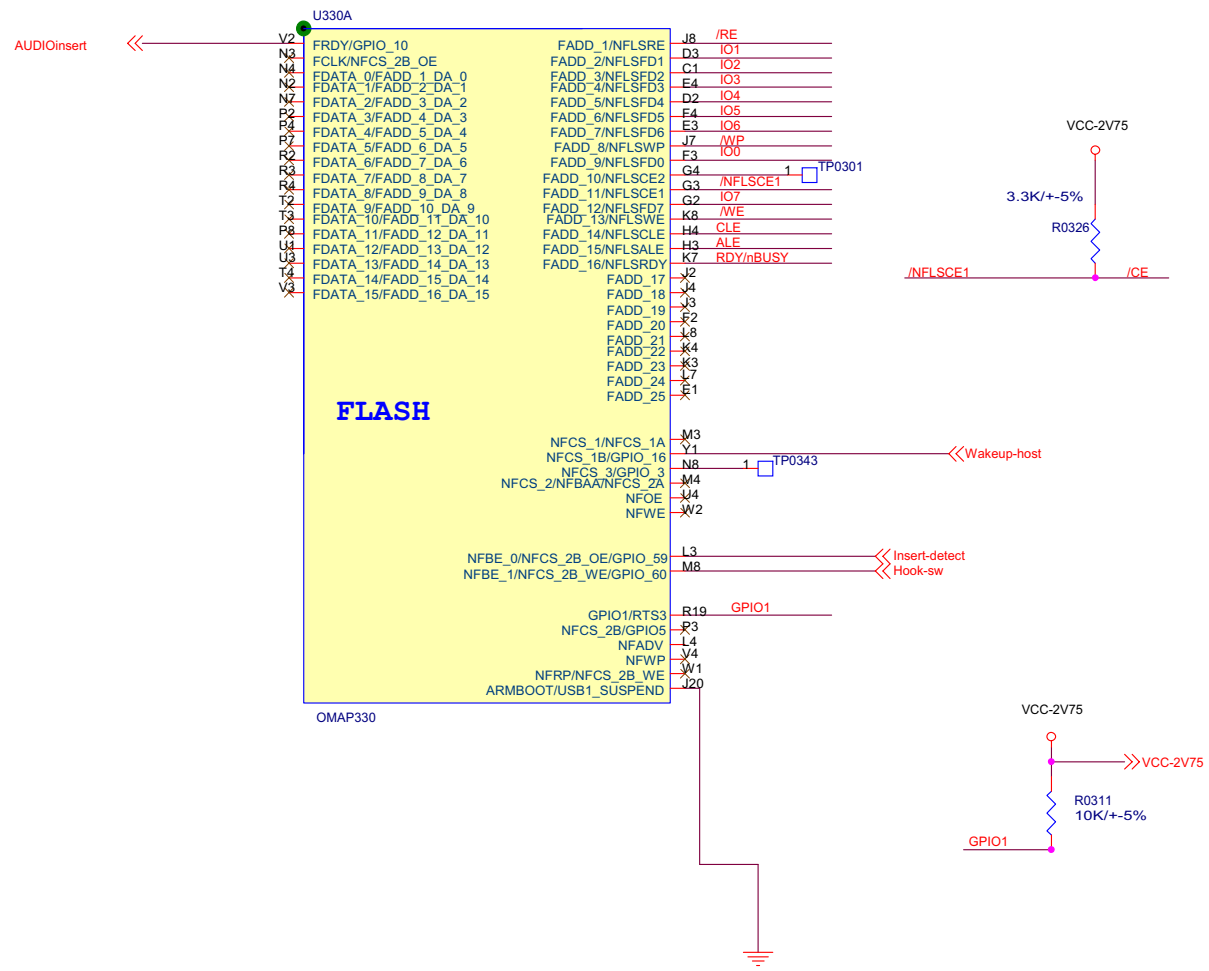 U330A
AUDIOinsert
V2 FRDY/GPIO_10
N3 FCLK/NFCS_2B_OE
N4 FDATA_0/FADD_1_DA_0
N2 FDATA_1/FADD_2_DA_1
N7 FDATA_2/FADD_3_DA_2
P2 FDATA_3/FADD_4_DA_3
P4 FDATA_4/FADD_5_DA_4
P7 FDATA_5/FADD_6_DA_5
R2 FDATA_6/FADD_7_DA_6
R3 FDATA_7/FADD_8_DA_7
R4 FDATA_8/FADD_9_DA_8
T2 FDATA_9/FADD_10_DA_9
T3 FDATA_10/FADD_11_DA_10
P8 FDATA_11/FADD_12_DA_11
U1 FDATA_12/FADD_13_DA_12
U3 FDATA_13/FADD_14_DA_13
T4 FDATA_14/FADD_15_DA_14
V3 FDATA_15/FADD_16_DA_15
FADD_1/NFLSRE J8 /RE
FADD_2/NFLSFD1 D3 IO1
FADD_3/NFLSFD2 C1 IO2
FADD_4/NFLSFD3 E4 IO3
FADD_5/NFLSFD4 D2 IO4
FADD_6/NFLSFD5 F4 IO5
FADD_7/NFLSFD6 E3 IO6
FADD_8/NFLSWP J7 /WP
FADD_9/NFLSFD0 F3 IO0
FADD_10/NFLSCE2 G4 1 TP0301
FADD_11/NFLSCE1 G3 /NFLSCE1
FADD_12/NFLSFD7 G2 IO7
FADD_13/NFLSWE K8 /WE
FADD_14/NFLSCLE H4 CLE
FADD_15/NFLSALE H3 ALE
FADD_16/NFLSRDY K7 RDY/nBUSY
FADD_17 J2
FADD_18 J4
FADD_19 J3
FADD_20 F2
FADD_21 L8
FADD_22 K4
FADD_23 K3
FADD_24 L7
FADD_25 E1
FLASH
NFCS_1/NFCS_1A M3
NFCS_1B/GPIO_16 Y1 Wakeup-host
NFCS_3/GPIO_3 N8 1 TP0343
NFCS_2/NFBAA/NFCS_2A M4
NFOE U4
NFWE W2
NFBE_0/NFCS_2B_OE/GPIO_59 L3 Insert-detect
NFBE_1/NFCS_2B_WE/GPIO_60 M8 Hook-sw
GPIO1/RTS3 R19 GPIO1
NFCS_2B/GPIO5 P3
NFADV L4
NFWP V4
NFRP/NFCS_2B_WE W1
ARMBOOT/USB1_SUSPEND J20
OMAP330
VCC-2V75
3.3K/+-5%
R0326
/NFLSCE1 /CE
VCC-2V75
VCC-2V75
R0311
10K/+-5%
GPIO1